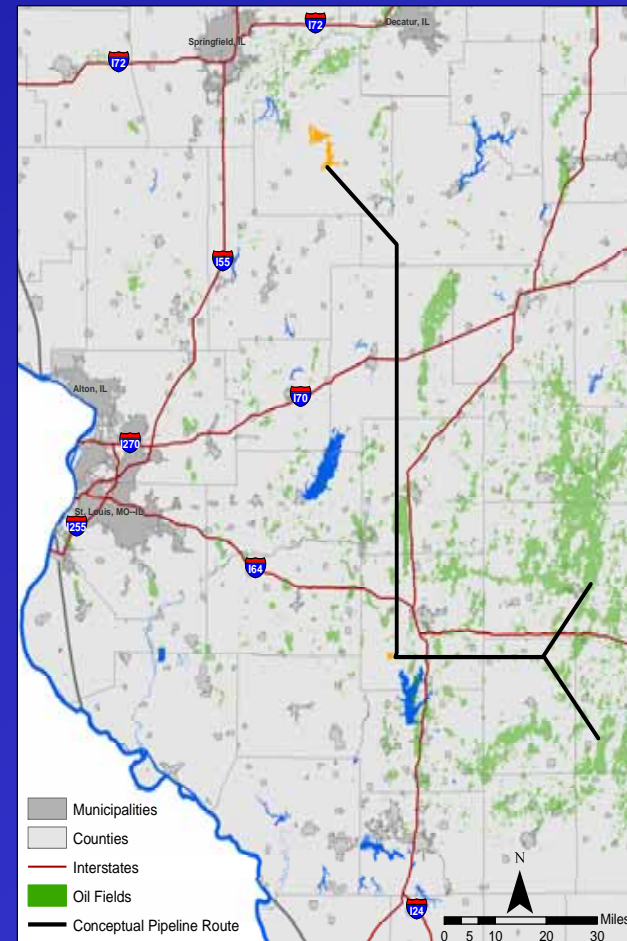 Springfield, IL
I72
Decatur, IL
I72
I55
Alton, IL
I70
I270
St. Louis, MO--IL
I255
I64
Municipalities
Counties
Interstates
Oil Fields
Conceptual Pipeline Route
I24
N
Miles
0 5 10 20 30